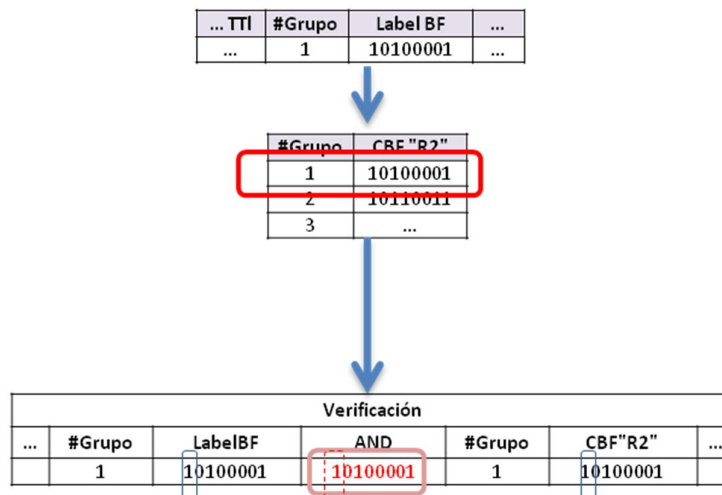 ... TTl #Grupo Label BF ...
... 1 10100001 ...
#Grupo CBF "R2"
1 10100001
2 10110011
3 ...
Verificación
... #Grupo LabelBF AND #Grupo CBF"R2" ...
1 10100001 10100001 1 10100001